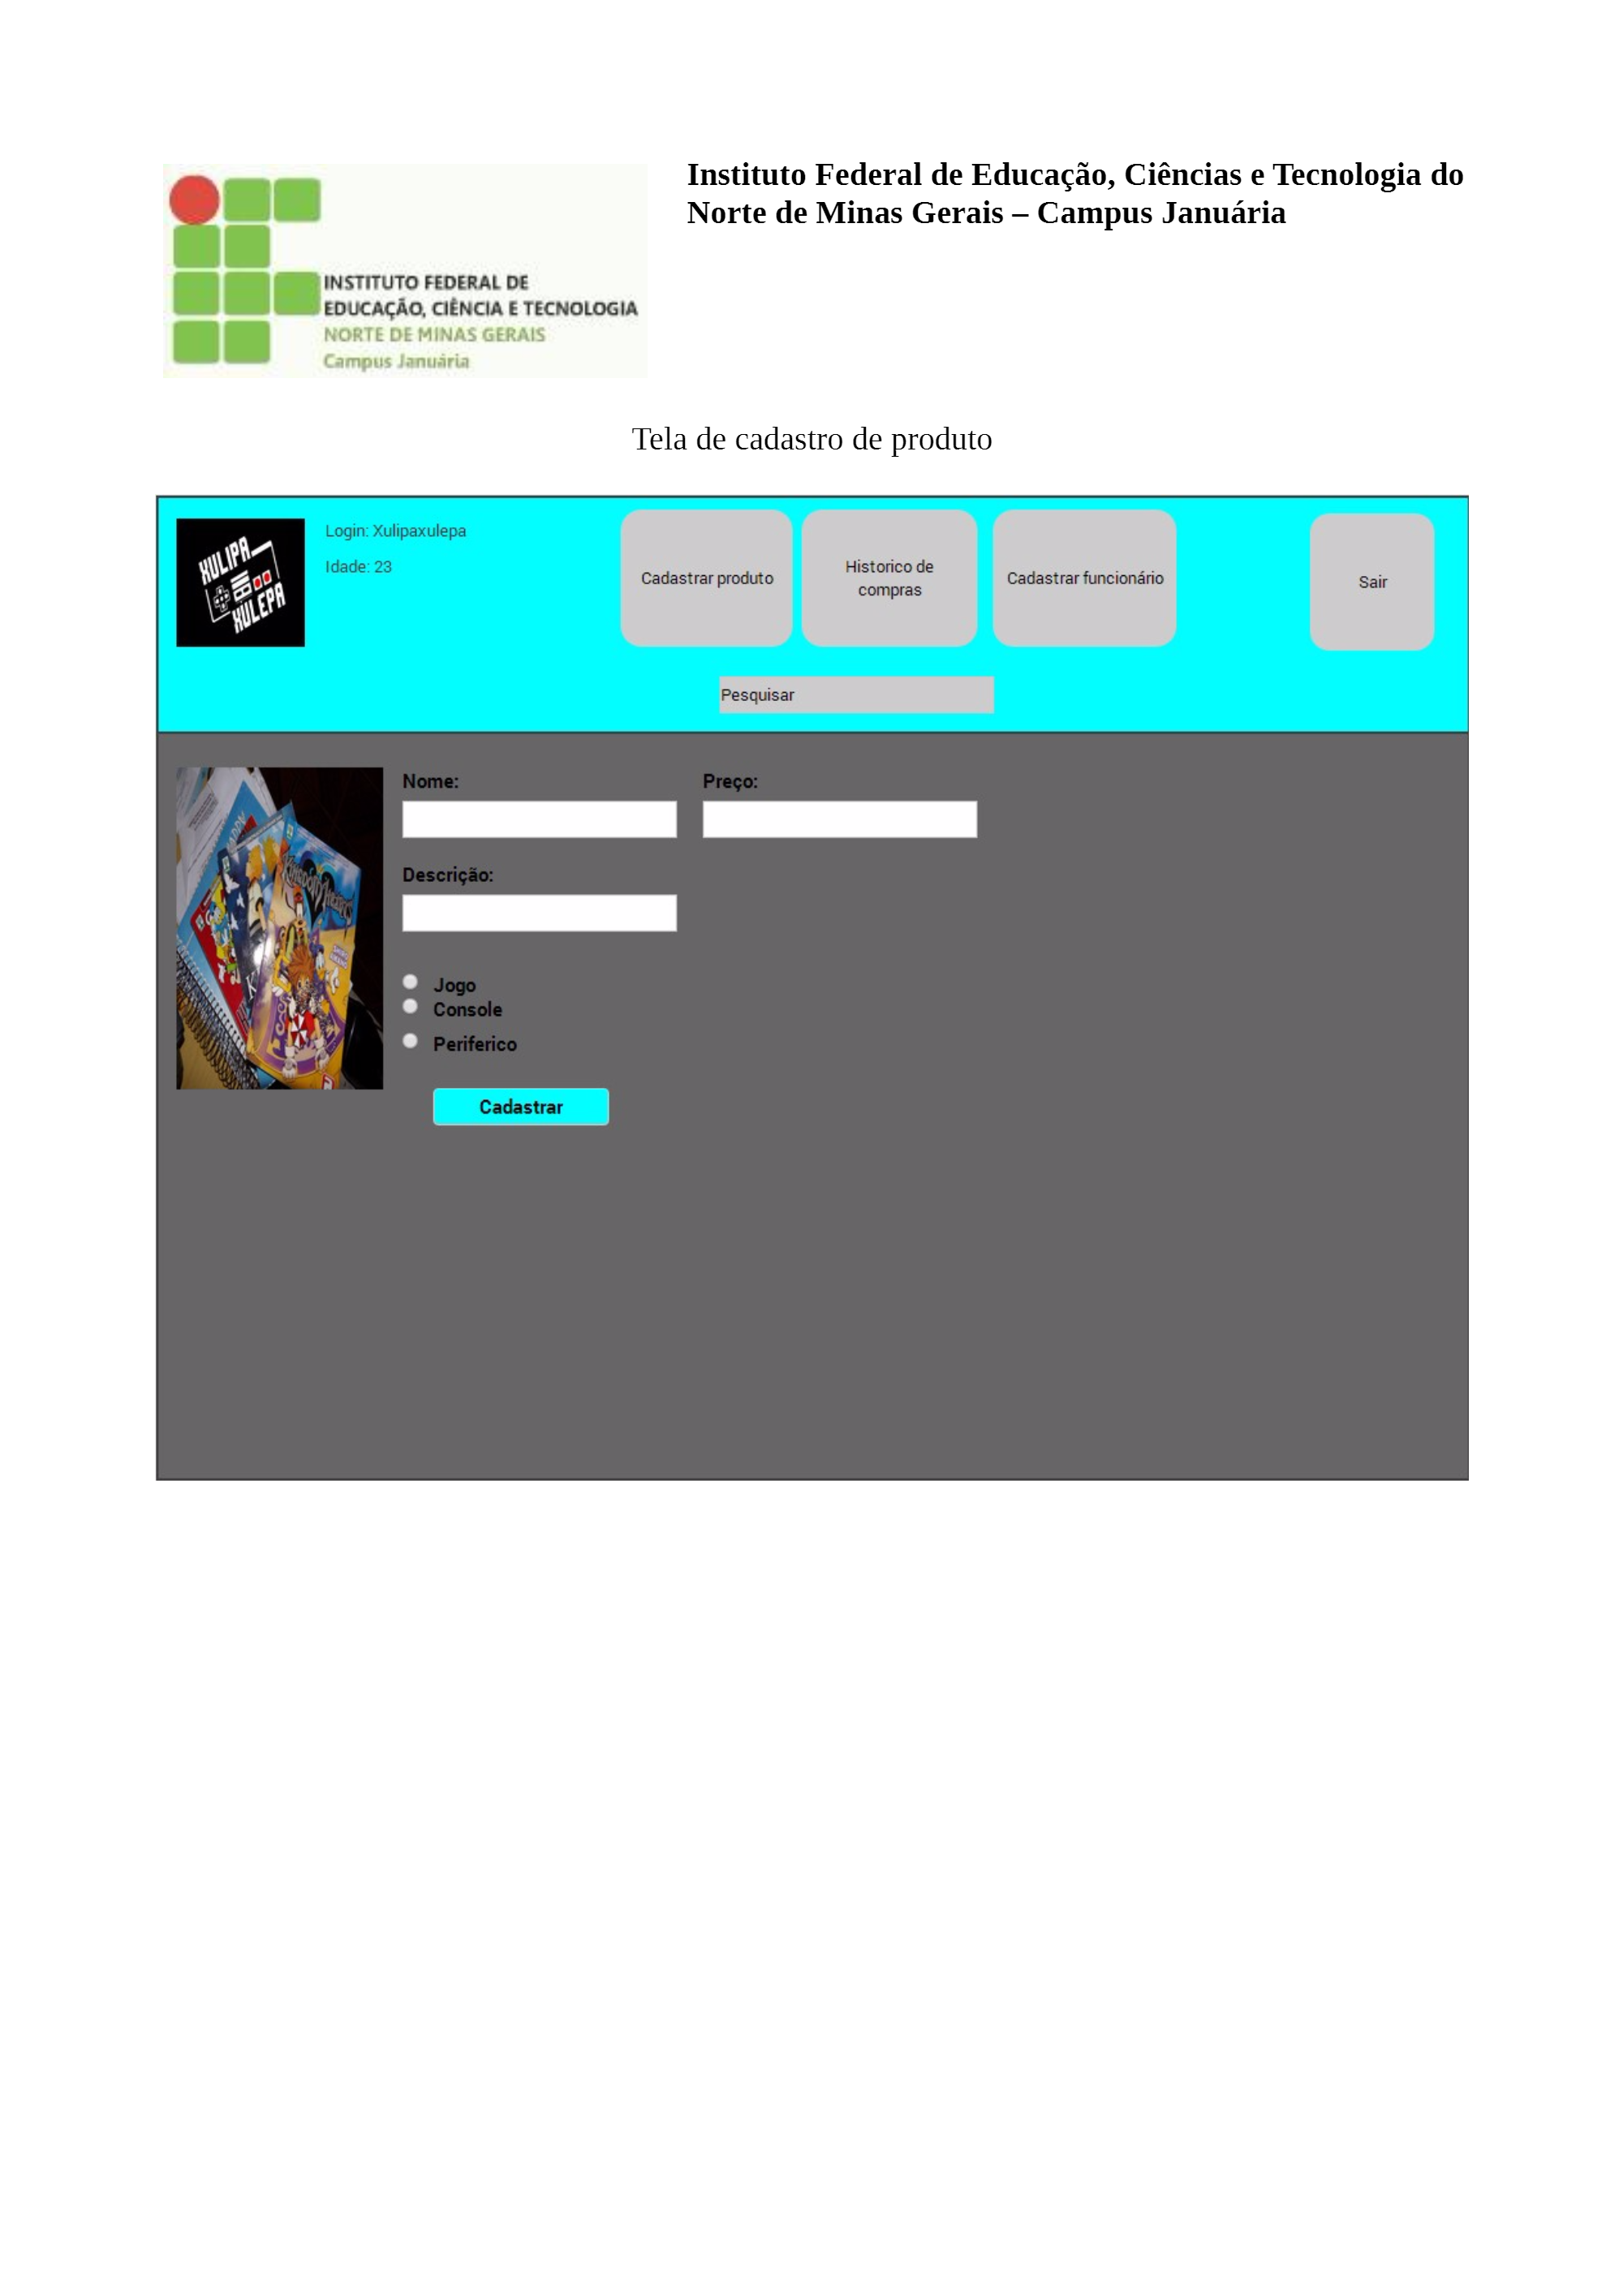 Instituto Federal de Educação, Ciências e Tecnologia do
Norte de Minas Gerais – Campus Januária
INSTITUTO FEDERAL DE
EDUCAÇÃO, CIÊNCIA E TECNOLOGIA
NORTE DE MINAS GERAIS
Campus Januária
Tela de cadastro de produto
XULIPA
XULEPA
Login: Xulipaxulepa
Idade: 23
Cadastrar produto
Historico de
compras
Cadastrar funcionário
Sair
Pesquisar
Nome:
Preço:
Descrição:
KINGDOM HEARTS
Jogo
Console
Periferico
Cadastrar